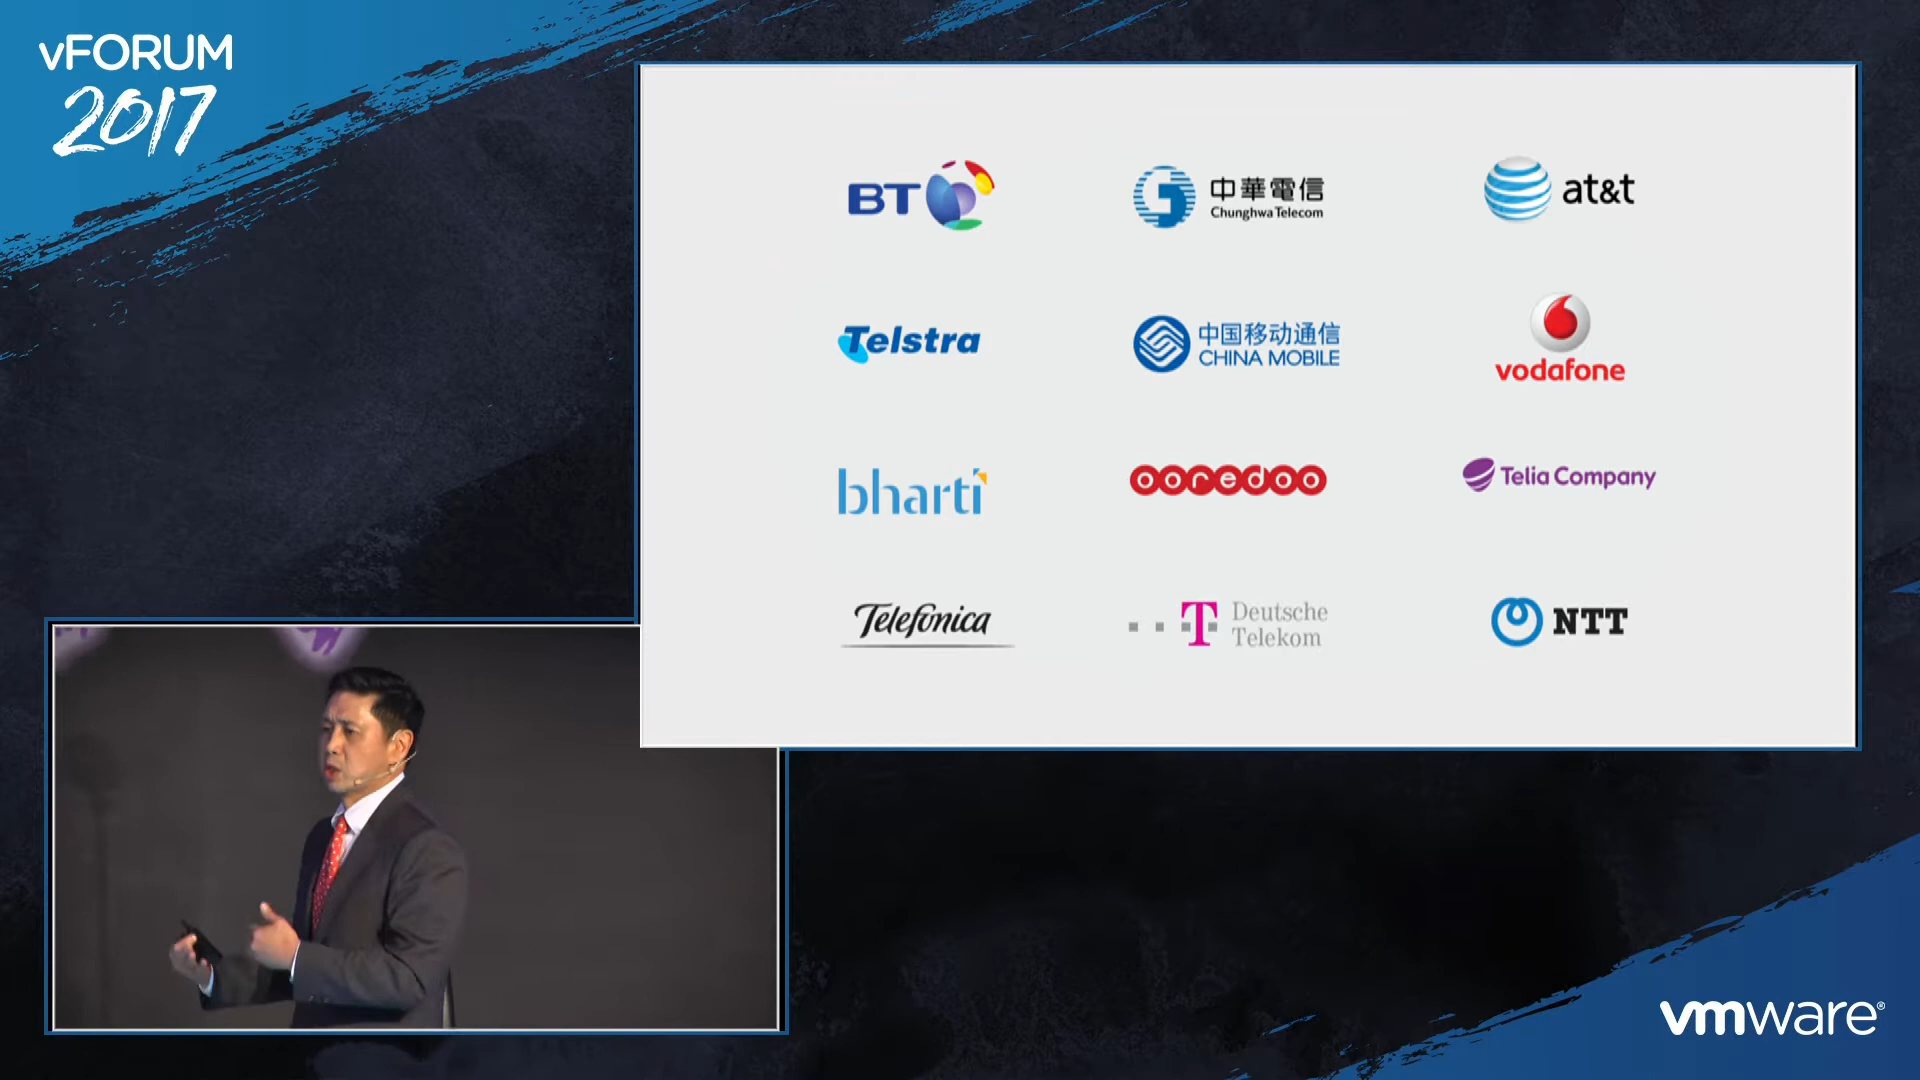 vFORUM
2017
BT
中華電信
Chunghwa Telecom
at&t
Telstra
中国移动通信
CHINA MOBILE
vodafone
bharti
ooredoo
Telia Company
Telefonica
T
Deutsche
Telekom
NTT
vmware®